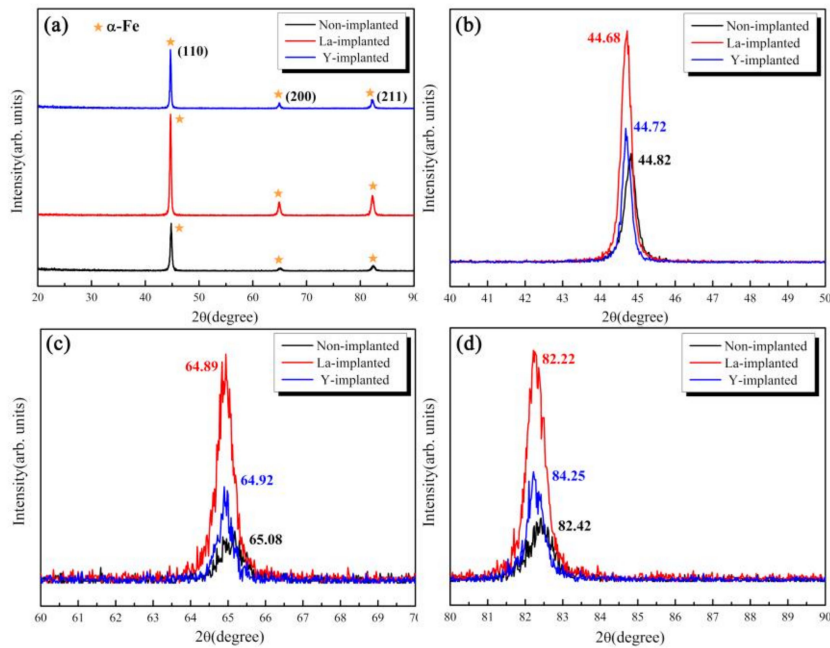 (a)
★ α-Fe
Non-implanted
La-implanted
Y-implanted
(110)
(200)
(211)
Intensity(arb. units)
20 30 40 50 60 70 80 90
2θ(degree)
(b)
Non-implanted
La-implanted
Y-implanted
44.68
44.72
44.82
Intensity(arb. units)
40 41 42 43 44 45 46 47 48 49 50
2θ(degree)
(c)
Non-implanted
La-implanted
Y-implanted
64.89
64.92
65.08
Intensity(arb. units)
60 61 62 63 64 65 66 67 68 69 70
2θ(degree)
(d)
Non-implanted
La-implanted
Y-implanted
82.22
84.25
82.42
Intensity(arb. units)
80 81 82 83 84 85 86 87 88 89 90
2θ(degree)